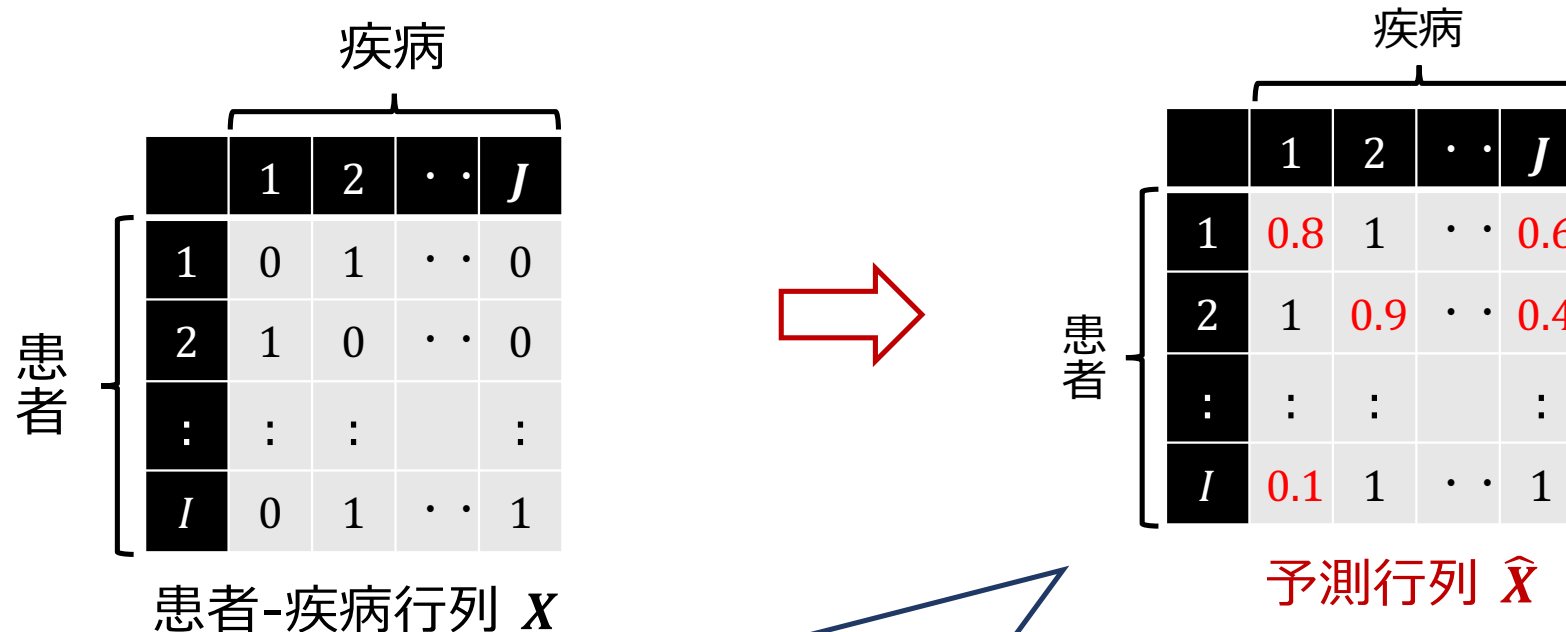 疾病
1 2 ・・ J
1 0 1 ・・ 0
2 1 0 ・・ 0
: : : :
I 0 1 ・・ 1
患者
患者-疾病行列 X
疾病
1 2 ・・ J
1 0.8 1 ・・ 0.6
2 1 0.9 ・・ 0.4
: : : :
I 0.1 1 ・・ 1
患者
予測行列 X̂